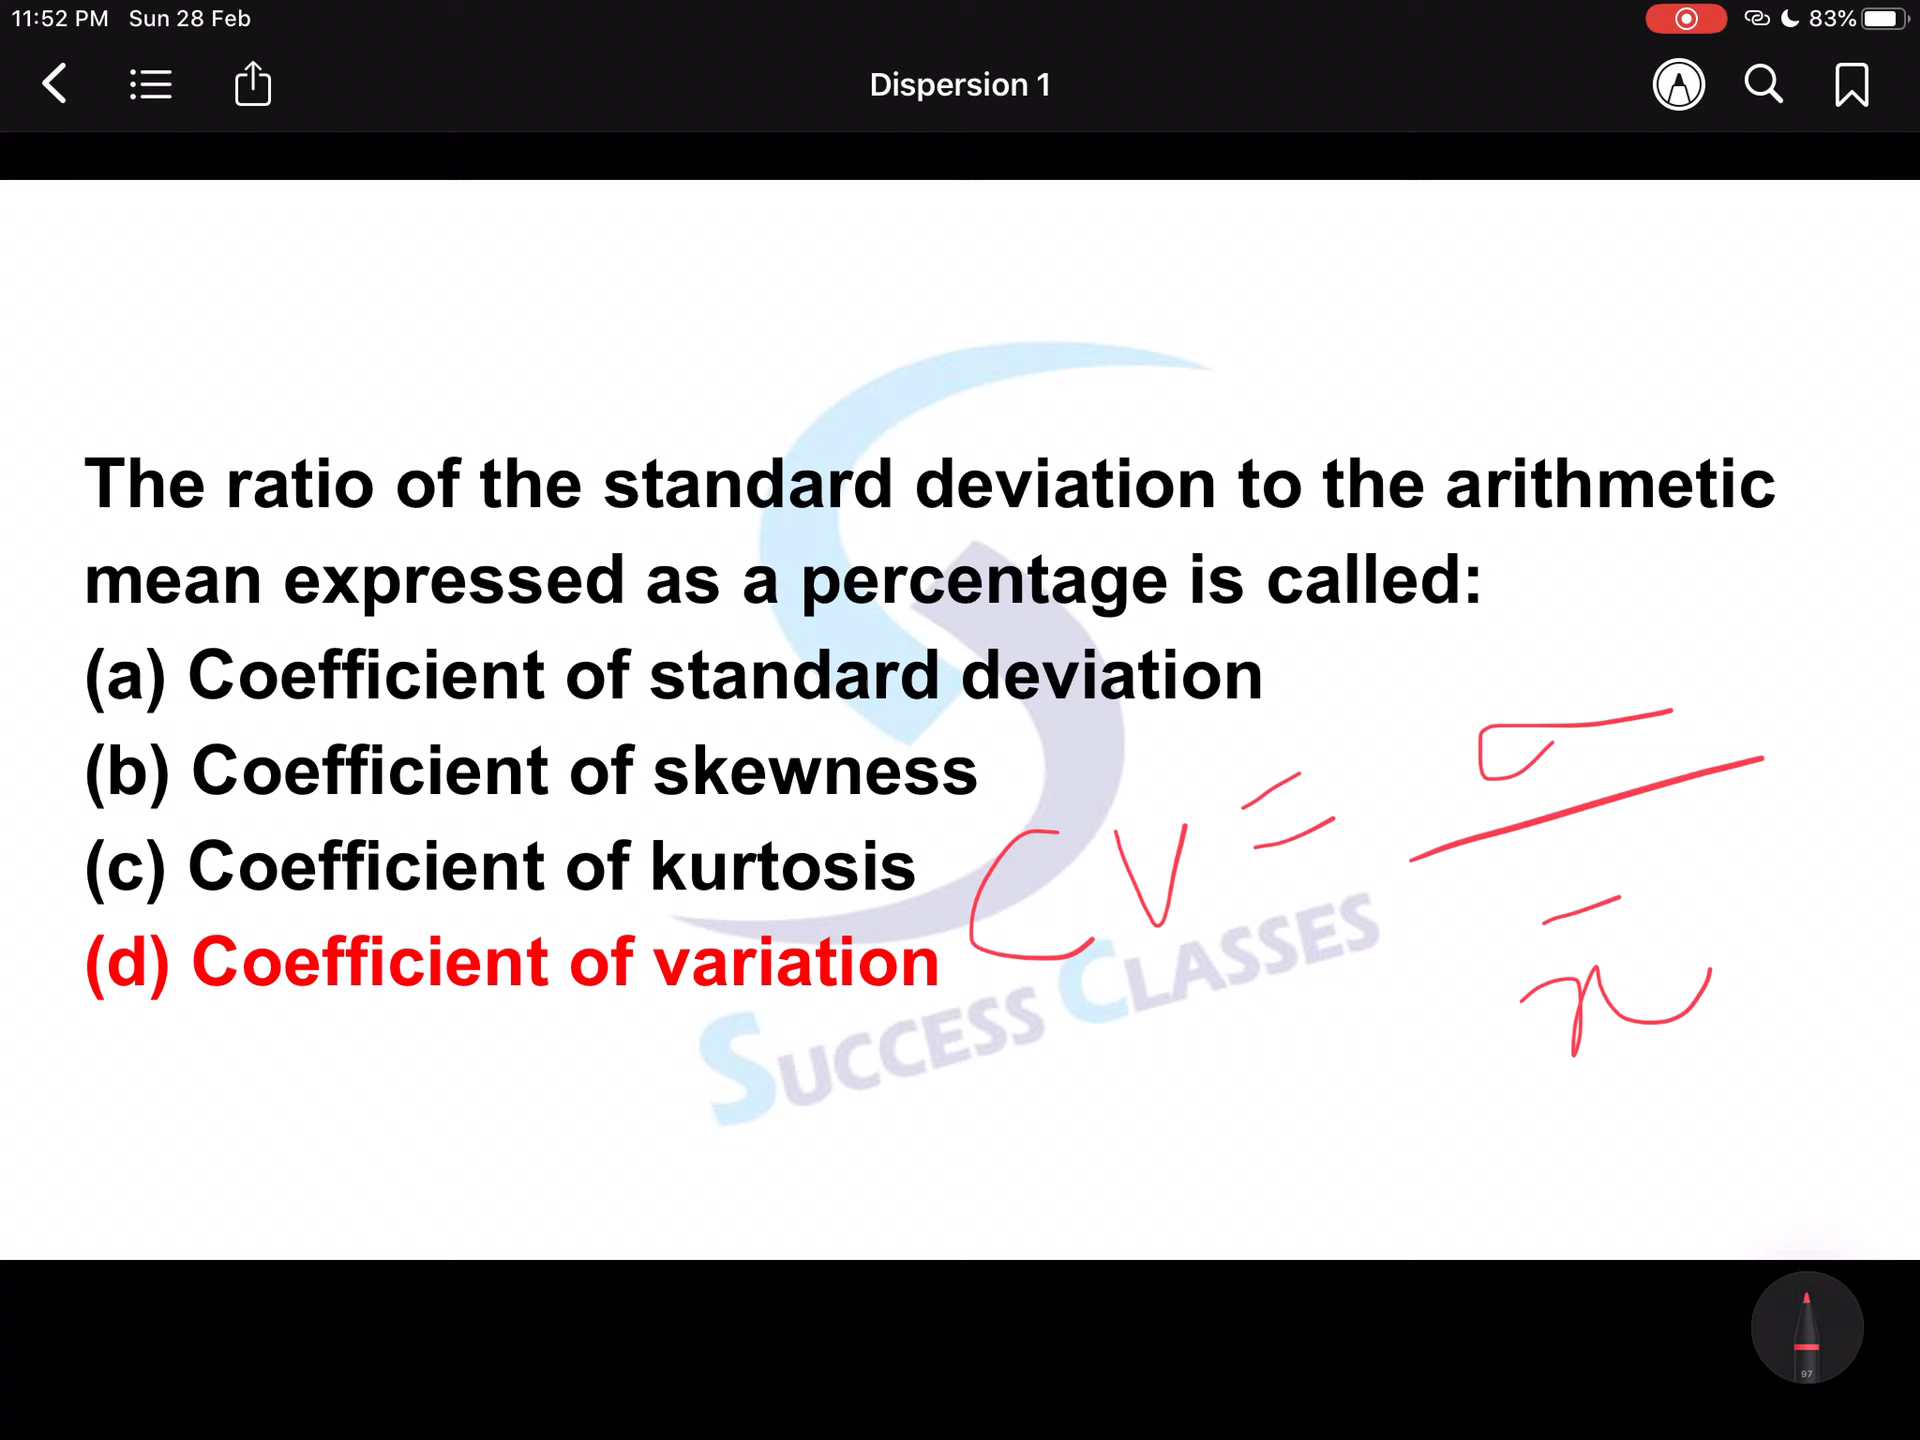 11:52 PM Sun 28 Feb 83%
Dispersion 1
The ratio of the standard deviation to the arithmetic
mean expressed as a percentage is called:
(a) Coefficient of standard deviation
(b) Coefficient of skewness
(c) Coefficient of kurtosis
(d) Coefficient of variation
CV = σ / x̄
SUCCESS CLASSES
97